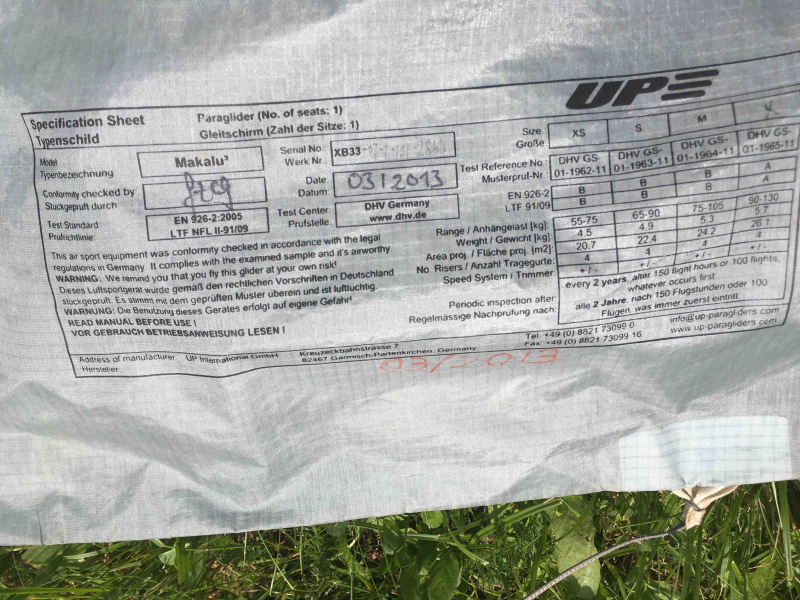 UP
Specification Sheet
Typenschild
Paraglider (No. of seats: 1)
Gleitschirm (Zahl der Sitze: 1)
Model
Typenbezeichnung
Makalu³
Conformity checked by
Stückgeprüft durch
Test Standard
Prüfrichtlinie:
EN 926-2:2005
LTF NFL II-91/09
Serial No
Werk Nr.
XB33
Date:
Datum:
03/2013
Test Center
Prüfstelle:
DHV Germany
www.dhv.de
Size XS S M
Größe
Test Reference No DHV GS- DHV GS- DHV GS- DHV GS-
Musterpruf-Nr. 01-1962-11 01-1963-11 01-1964-11 01-1965-11
EN 926-2 B B B A
LTF 91/09 B B B A
Range / Anhängelast [kg] 55-75 65-90 75-105 90-130
Weight / Gewicht [kg] 4.5 4.9 5.3 5.7
Area proj. / Fläche proj. [m2] 20.7 22.4 24.2 26.1
No. Risers / Anzahl Tragegurte: 4 4 4 4
Speed System / Trimmer +/- +/- +/- +/-
This air sport equipment was conformity checked in accordance with the legal
regulations in Germany. It complies with the examined sample and it's airworthy
WARNING: We remind you that you fly this glider at your own risk!
Dieses Luftsportgerät wurde gemäß den rechtlichen Vorschriften in Deutschland
stückgeprüft. Es stimmt mit dem geprüften Muster überein und ist lufttüchtig.
WARNUNG: Die Benutzung dieses Gerätes erfolgt auf eigene Gefahr!
READ MANUAL BEFORE USE !
VOR GEBRAUCH BETRIEBSANWEISUNG LESEN !
Periodic inspection after
Regelmässige Nachprüfung nach:
every 2 years, after 150 flight hours or 100 flights,
whatever occurs first
alle 2 Jahre, nach 150 Flugstunden oder 100
Flügen, was immer zuerst eintritt
Address of manufacturer
Hersteller
UP International GmbH
Kreuzeckbahnstrasse 7
82467 Garmisch-Partenkirchen, Germany
Tel. +49 (0) 8821 73099 0
Fax +49 (0) 8821 73099 16
info@up-paragliders.com
www.up-paragliders.com
03/2013